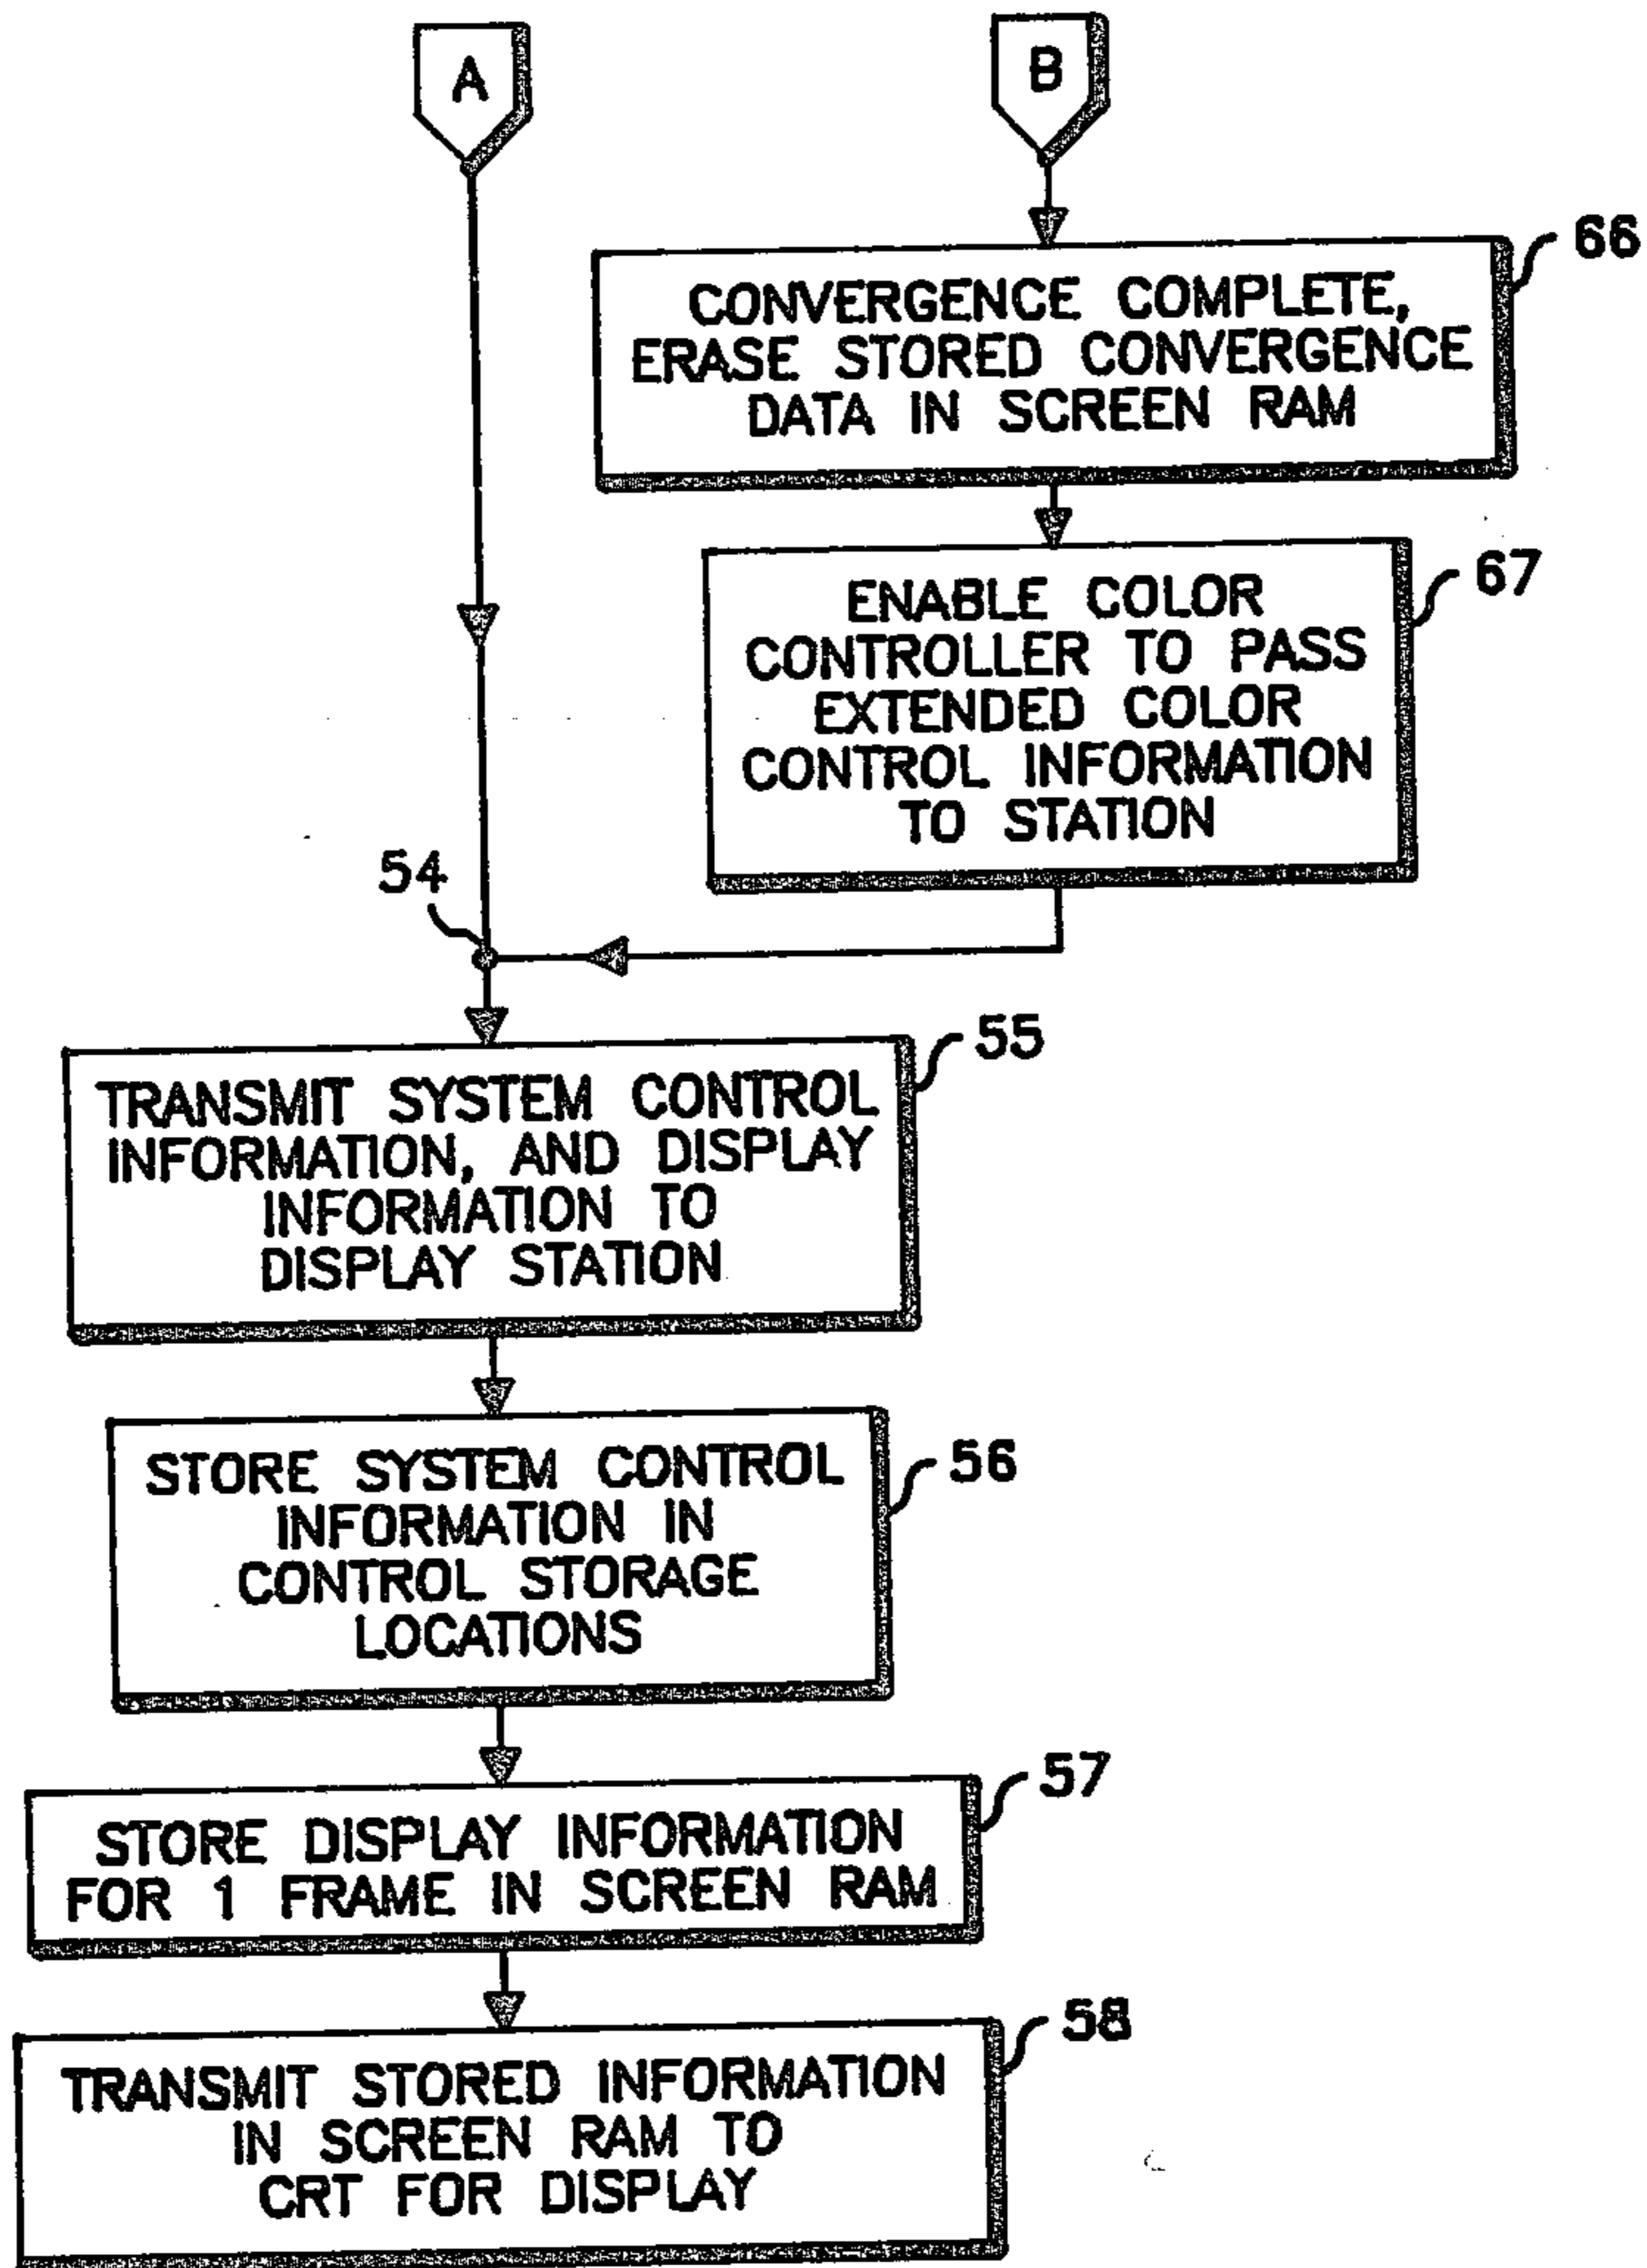 A
B
66
CONVERGENCE COMPLETE,
ERASE STORED CONVERGENCE
DATA IN SCREEN RAM
67
ENABLE COLOR
CONTROLLER TO PASS
EXTENDED COLOR
CONTROL INFORMATION
TO STATION
54
55
TRANSMIT SYSTEM CONTROL
INFORMATION, AND DISPLAY
INFORMATION TO
DISPLAY STATION
56
STORE SYSTEM CONTROL
INFORMATION IN
CONTROL STORAGE
LOCATIONS
57
STORE DISPLAY INFORMATION
FOR 1 FRAME IN SCREEN RAM
58
TRANSMIT STORED INFORMATION
IN SCREEN RAM TO
CRT FOR DISPLAY